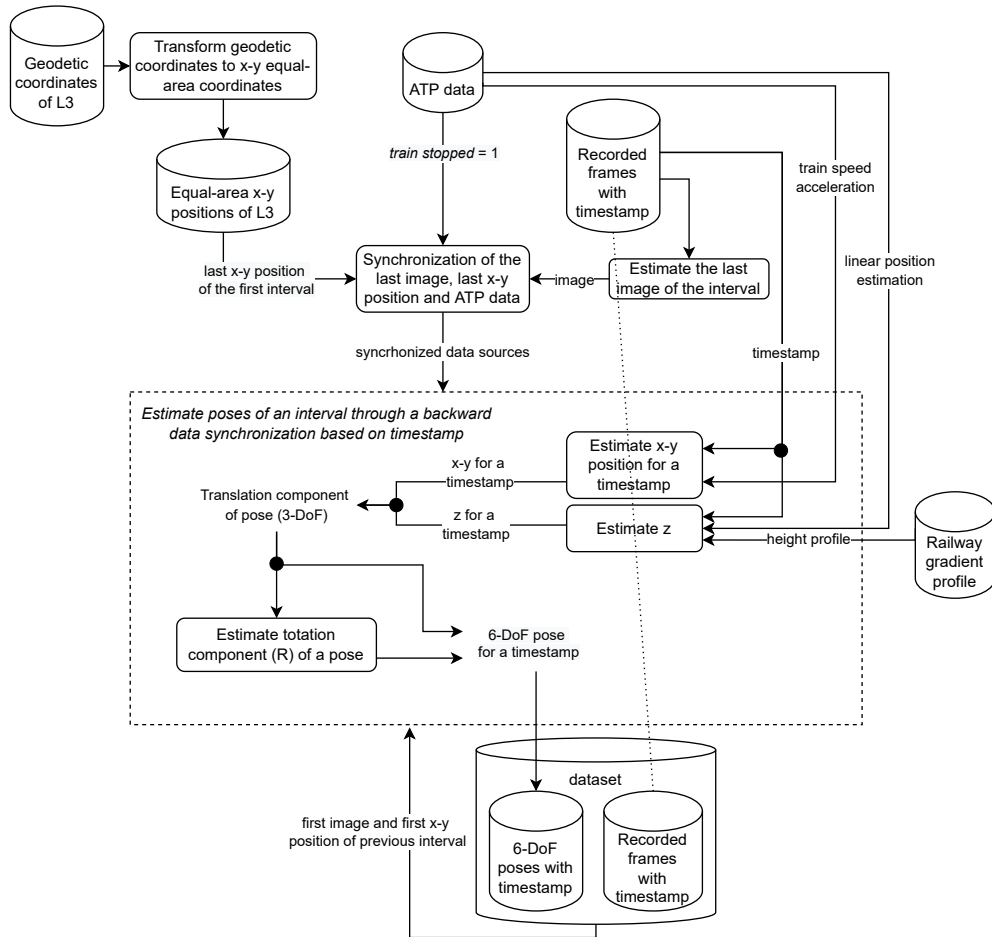 Geodetic
coordinates
of L3
Transform geodetic
coordinates to x-y equal-
area coordinates
ATP data
Equal-area x-y
positions of L3
train stopped = 1
Recorded
frames
with
timestamp
train speed
acceleration
linear position
estimation
last x-y position
of the first interval
Synchronization of the
last image, last x-y
position and ATP data
image
Estimate the last
image of the interval
syncrhonized data sources
timestamp
Estimate poses of an interval through a backward
data synchronization based on timestamp
Estimate x-y
position for a
timestamp
x-y for a
timestamp
Translation component
of pose (3-DoF)
z for a
timestamp
Estimate z
height profile
Railway
gradient
profile
Estimate totation
component (R) of a pose
6-DoF pose
for a timestamp
dataset
first image and first x-y
position of previous interval
6-DoF
poses with
timestamp
Recorded
frames
with
timestamp